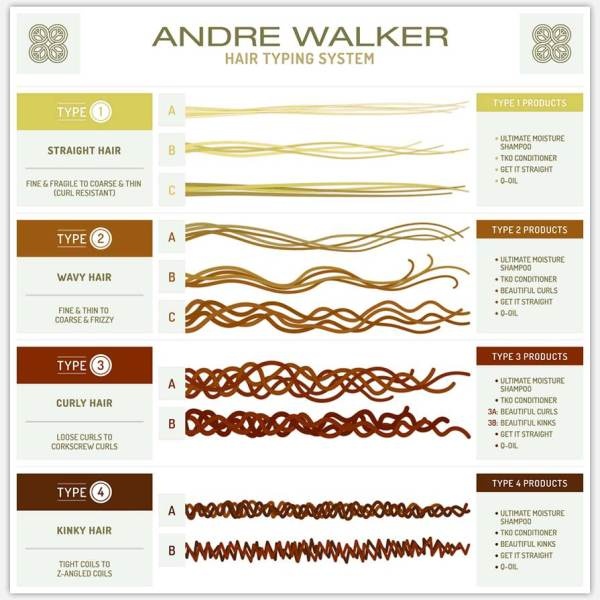 ANDRE WALKER
HAIR TYPING SYSTEM
TYPE 1
STRAIGHT HAIR
FINE & FRAGILE TO COARSE & THIN
(CURL RESISTANT)
A
B
C
TYPE 1 PRODUCTS
• ULTIMATE MOISTURE
SHAMPOO
• TKO CONDITIONER
• GET IT STRAIGHT
• Q-OIL
TYPE 2
WAVY HAIR
FINE & THIN TO
COARSE & FRIZZY
A
B
C
TYPE 2 PRODUCTS
• ULTIMATE MOISTURE
SHAMPOO
• TKO CONDITIONER
• BEAUTIFUL CURLS
• GET IT STRAIGHT
• Q-OIL
TYPE 3
CURLY HAIR
LOOSE CURLS TO
CORKSCREW CURLS
A
B
TYPE 3 PRODUCTS
• ULTIMATE MOISTURE
SHAMPOO
• TKO CONDITIONER
3A: BEAUTIFUL CURLS
3B: BEAUTIFUL KINKS
• GET IT STRAIGHT
• Q-OIL
TYPE 4
KINKY HAIR
TIGHT COILS TO
Z-ANGLED COILS
A
B
TYPE 4 PRODUCTS
• ULTIMATE MOISTURE
SHAMPOO
• TKO CONDITIONER
• BEAUTIFUL KINKS
• GET IT STRAIGHT
• Q-OIL